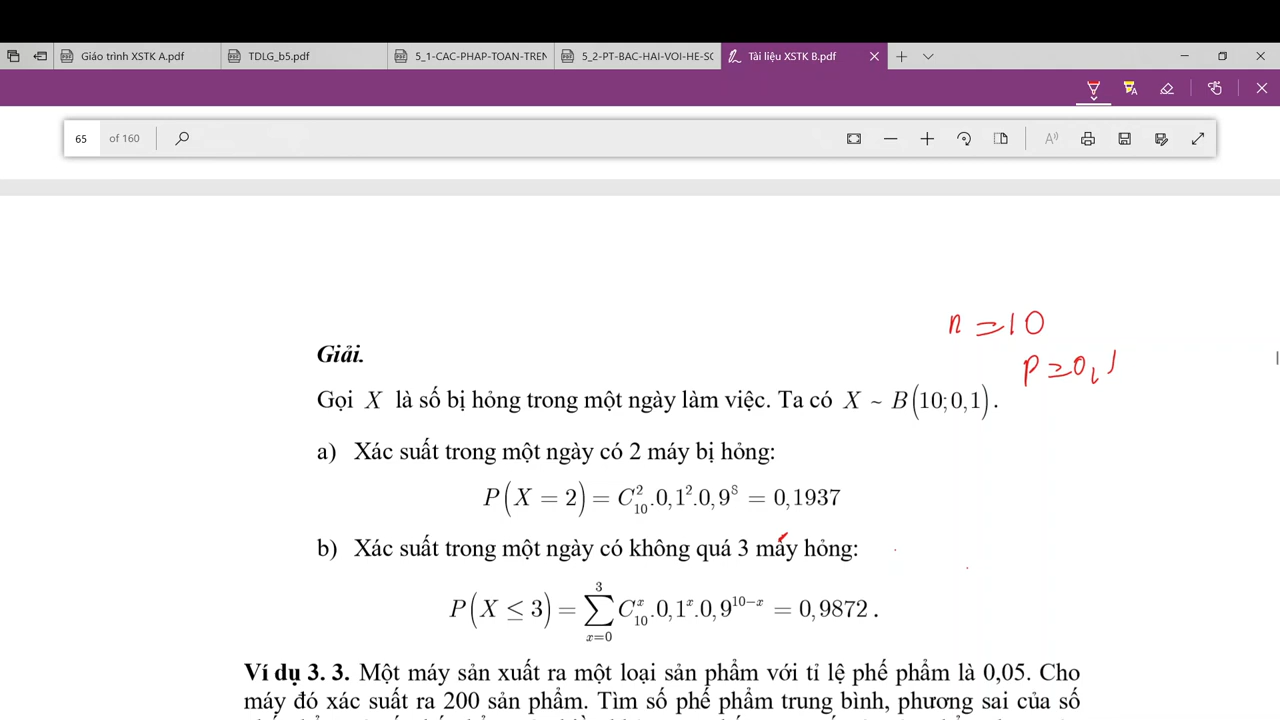 Giáo trình XSTK A.pdf
TDLG_b5.pdf
5_1-CAC-PHAP-TOAN-TREN
5_2-PT-BAC-HAI-VOI-HE-SC
Tài liệu XSTK B.pdf
65 of 160
n = 10
p = 0,1
Giải.
Gọi X là số bị hỏng trong một ngày làm việc. Ta có X ~ B(10;0,1).
a) Xác suất trong một ngày có 2 máy bị hỏng:
P(X = 2) = C₁₀².0,1².0,9⁸ = 0,1937
b) Xác suất trong một ngày có không quá 3 máy hỏng:
P(X ≤ 3) = ∑_{x=0}^{3} C₁₀ˣ.0,1ˣ.0,9¹⁰⁻ˣ = 0,9872.
Ví dụ 3. 3. Một máy sản xuất ra một loại sản phẩm với tỉ lệ phế phẩm là 0,05. Cho
máy đó xác suất ra 200 sản phẩm. Tìm số phế phẩm trung bình, phương sai của số